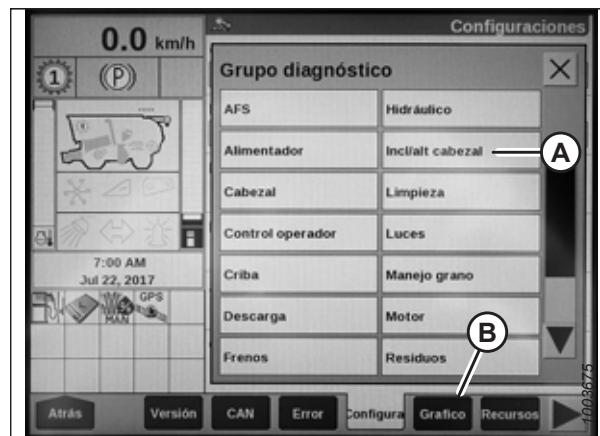 0.0 km/h
Configuraciones
1
(P)
Grupo diagnóstico
AFS
Hidráulico
Alimentador
Incl/alt cabezal
A
Cabezal
Limpieza
Control operador
Luces
7:00 AM
Jul 22, 2017
Criba
Manejo grano
GPS
MAN
Descarga
Motor
B
Frenos
Residuos
Atrás
Versión
CAN
Error
Configura
Grafico
Recursos
1003675